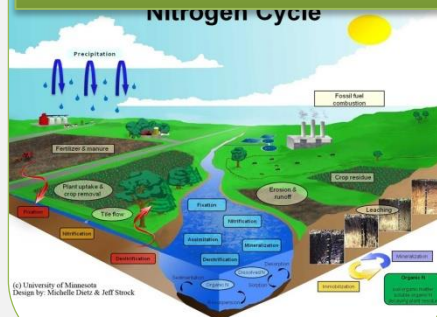 Nitrogen Cycle
Precipitation
Fossil fuel
combustion
Fertilizer & manure
Crop residue
Plant uptake &
crop removal
Erosion &
runoff
Leaching
Tile flow
Fixation
Fixation
Nitrification
Nitrification
Assimilation
Mineralization
Mineralization
Denitrification
Denitrification
Dissolved N
Organic N
Immobilization
Organic N
(c) University of Minnesota
Design by: Michelle Dietz & Jeff Strock